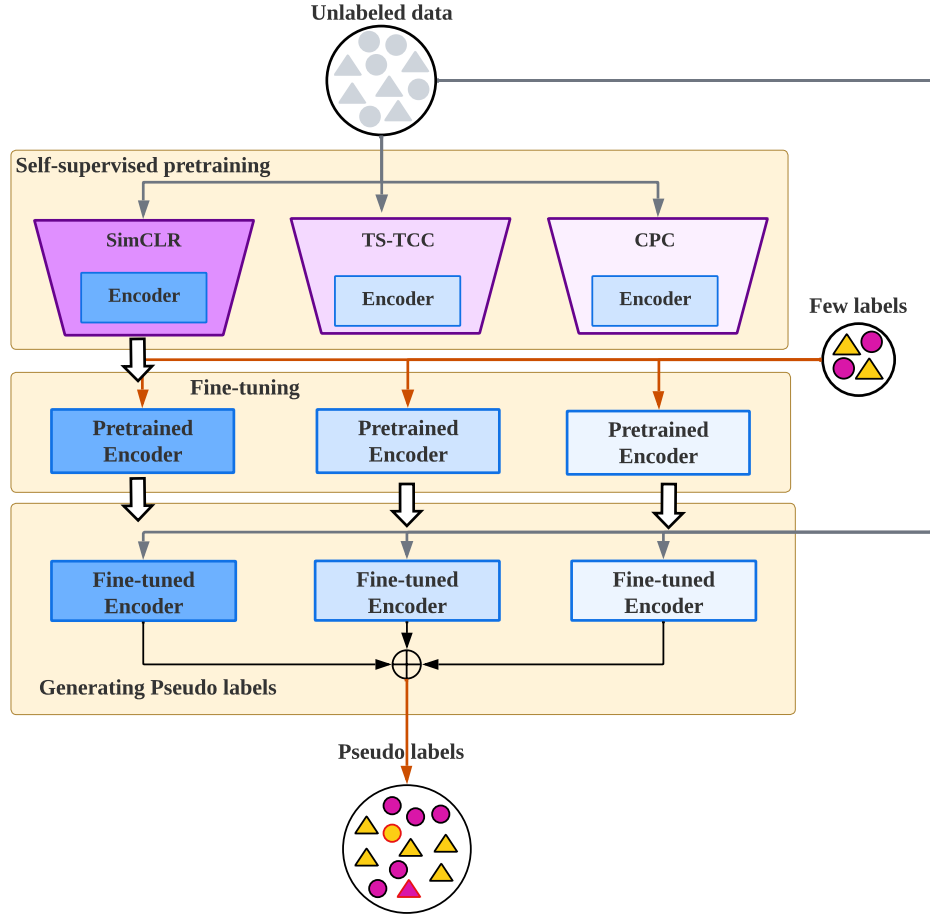 Unlabeled data
Self-supervised pretraining
SimCLR
TS-TCC
CPC
Encoder
Encoder
Encoder
Few labels
Fine-tuning
Pretrained
Encoder
Pretrained
Encoder
Pretrained
Encoder
Fine-tuned
Encoder
Fine-tuned
Encoder
Fine-tuned
Encoder
Generating Pseudo labels
Pseudo labels